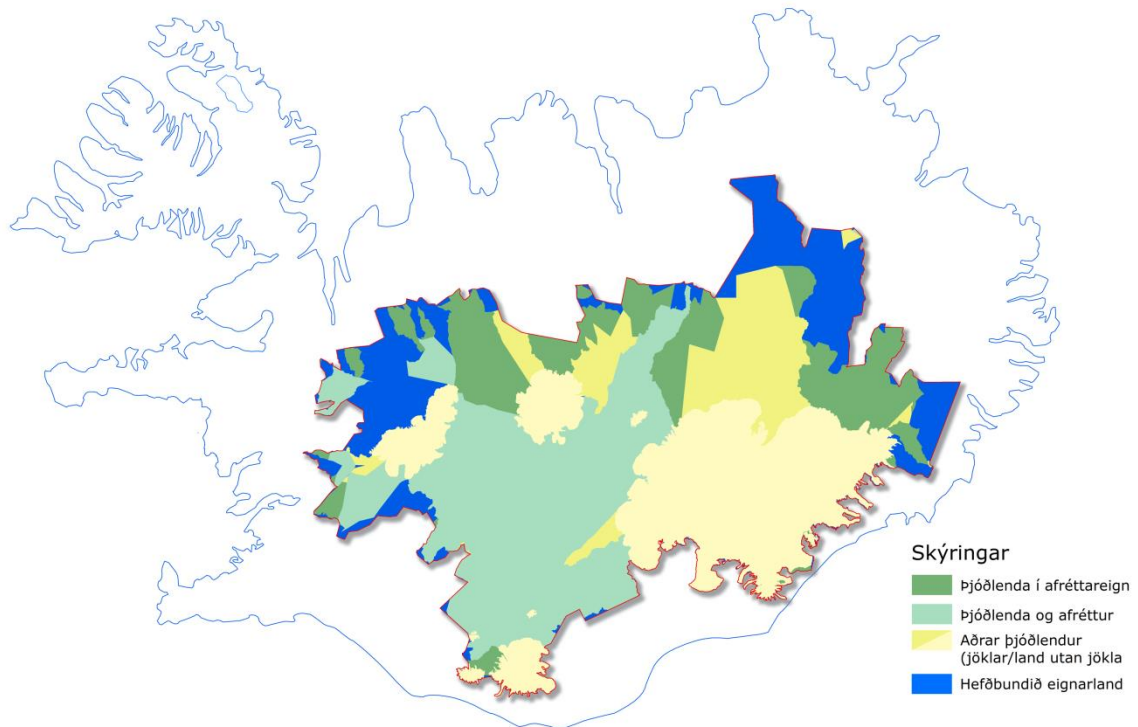 Skýringar
Þjóðlenda í afréttareign
Þjóðlenda og afréttur
Aðrar þjóðlendur
(jöklar/land utan jökla
Hefðbundið eignarland